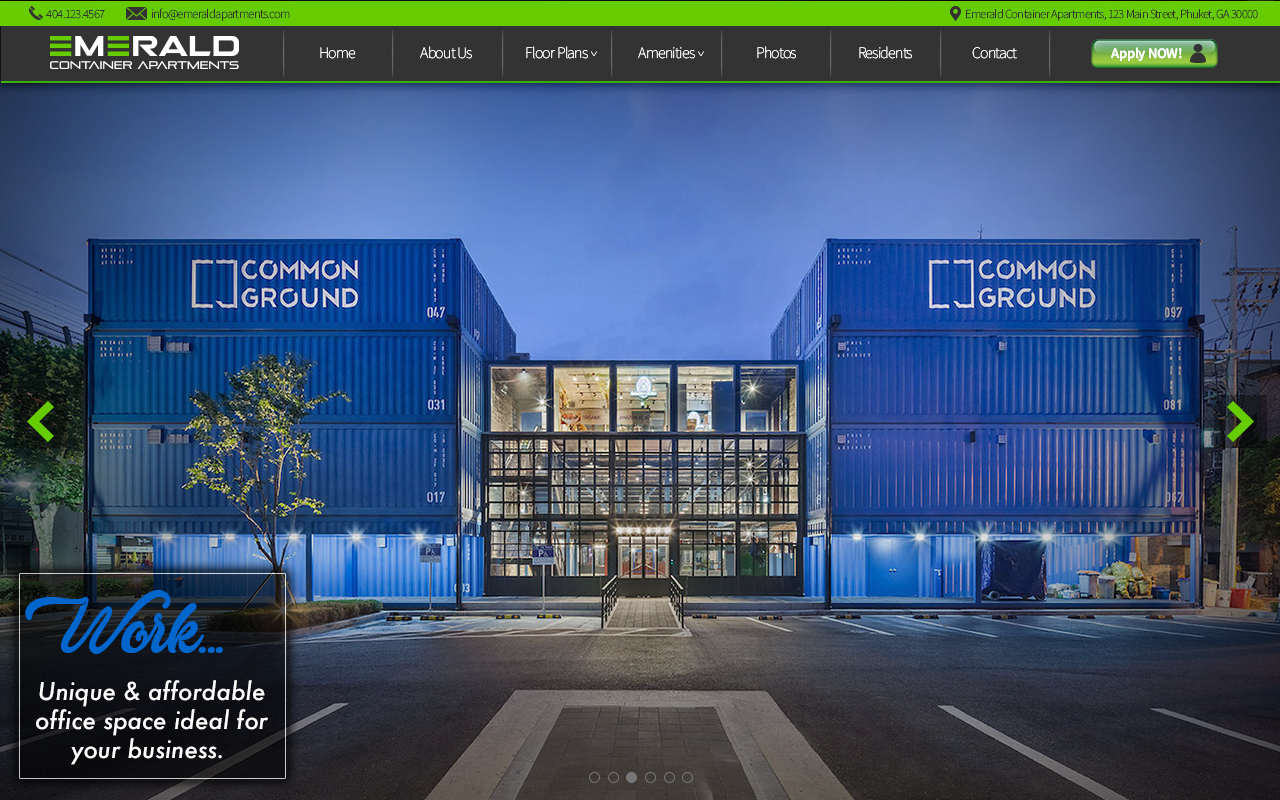 404.123.4567
info@emeraldapartments.com
Emerald Container Apartments, 123 Main Street, Phuket, GA 30000
EMERALD
CONTAINER APARTMENTS
Home
About Us
Floor Plans
Amenities
Photos
Residents
Contact
Apply NOW!
COMMON
GROUND
047
COMMON
GROUND
097
031
081
017
067
Work...
Unique & affordable
office space ideal for
your business.